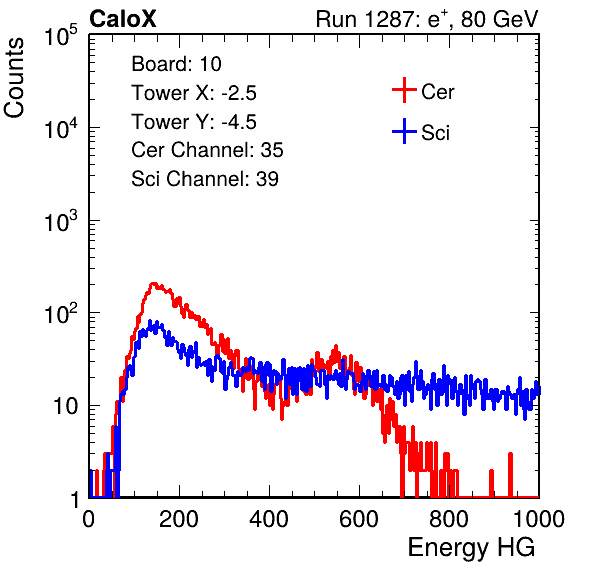 CaloX Run 1287: e⁺, 80 GeV
Counts
10⁵
10⁴
10³
10²
10
1
Board: 10
Tower X: -2.5
Tower Y: -4.5
Cer Channel: 35
Sci Channel: 39
Cer
Sci
0 200 400 600 800 1000
Energy HG